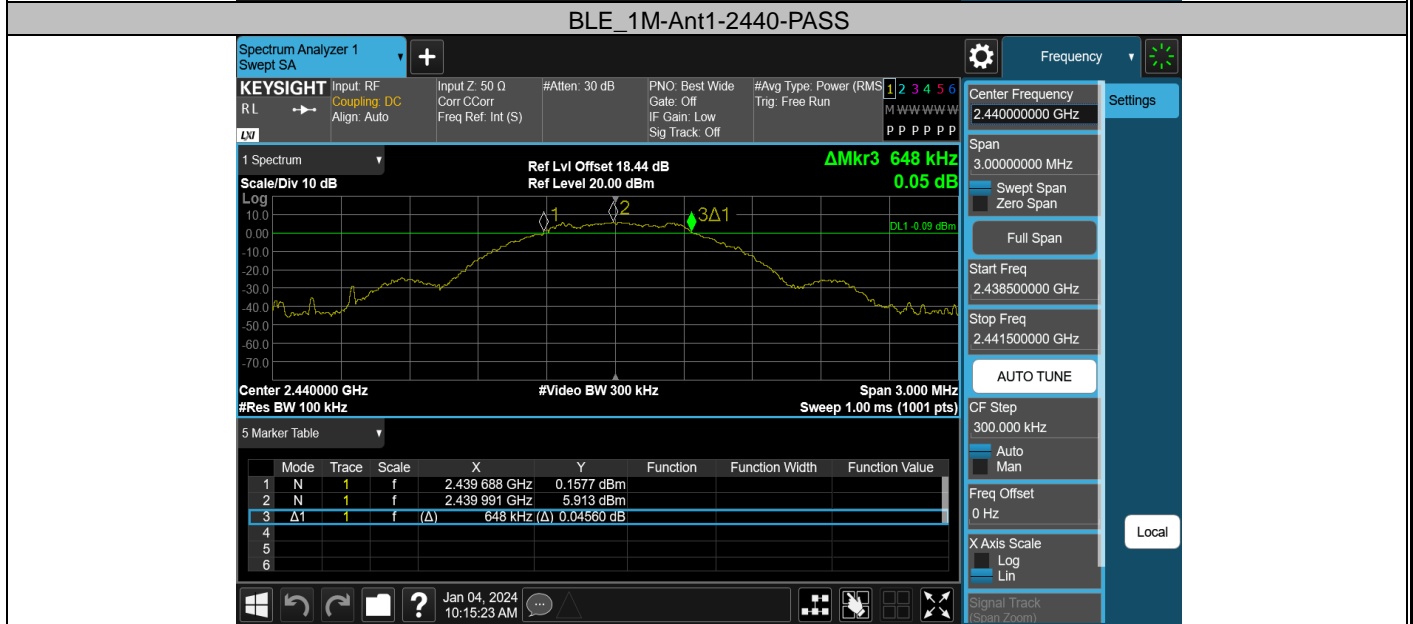 BLE_1M-Ant1-2440-PASS
Spectrum Analyzer 1
Swept SA
+
Frequency
KEYSIGHT
RL
LXI
Input: RF
Coupling: DC
Align: Auto
Input Z: 50 Ω
Corr CCorr
Freq Ref: Int (S)
#Atten: 30 dB
PNO: Best Wide
Gate: Off
IF Gain: Low
Sig Track: Off
#Avg Type: Power (RMS
Trig: Free Run
1 2 3 4 5 6
M W W W W W
P P P P P P
1 Spectrum
Scale/Div 10 dB
Ref Lvl Offset 18.44 dB
Ref Level 20.00 dBm
ΔMkr3 648 kHz
0.05 dB
Log
10.0
0.00
-10.0
-20.0
-30.0
-40.0
-50.0
-60.0
-70.0
1
2
3Δ1
DL1 -0.09 dBm
Center 2.440000 GHz
#Video BW 300 kHz
Span 3.000 MHz
#Res BW 100 kHz
Sweep 1.00 ms (1001 pts)
5 Marker Table
Mode Trace Scale X Y Function Function Width Function Value
1 N 1 f 2.439 688 GHz 0.1577 dBm
2 N 1 f 2.439 991 GHz 5.913 dBm
3 Δ1 1 f (Δ) 648 kHz (Δ) 0.04560 dB
4
5
6
?
Jan 04, 2024
10:15:23 AM
Center Frequency
2.440000000 GHz
Settings
Span
3.00000000 MHz
Swept Span
Zero Span
Full Span
Start Freq
2.438500000 GHz
Stop Freq
2.441500000 GHz
AUTO TUNE
CF Step
300.000 kHz
Auto
Man
Freq Offset
0 Hz
X Axis Scale
Log
Lin
Local
Signal Track
(Span Zoom)